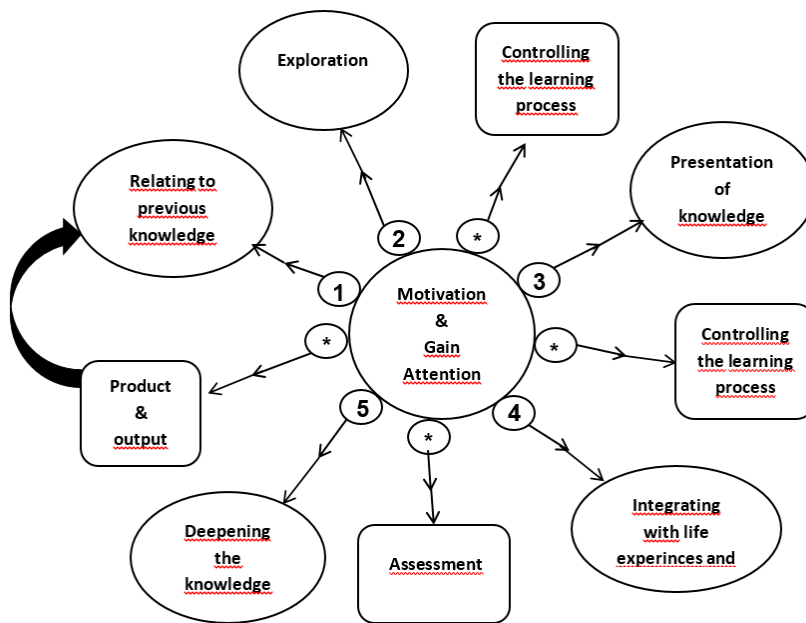 Exploration
Controlling
the learning
process
Relating to
previous
knowledge
Presentation
of
knowledge
2
*
3
1
Motivation
&
Gain
Attention
*
*
Controlling
the learning
process
Product
&
output
5
*
4
Deepening
the
knowledge
Assessment
Integrating
with life
experinces and